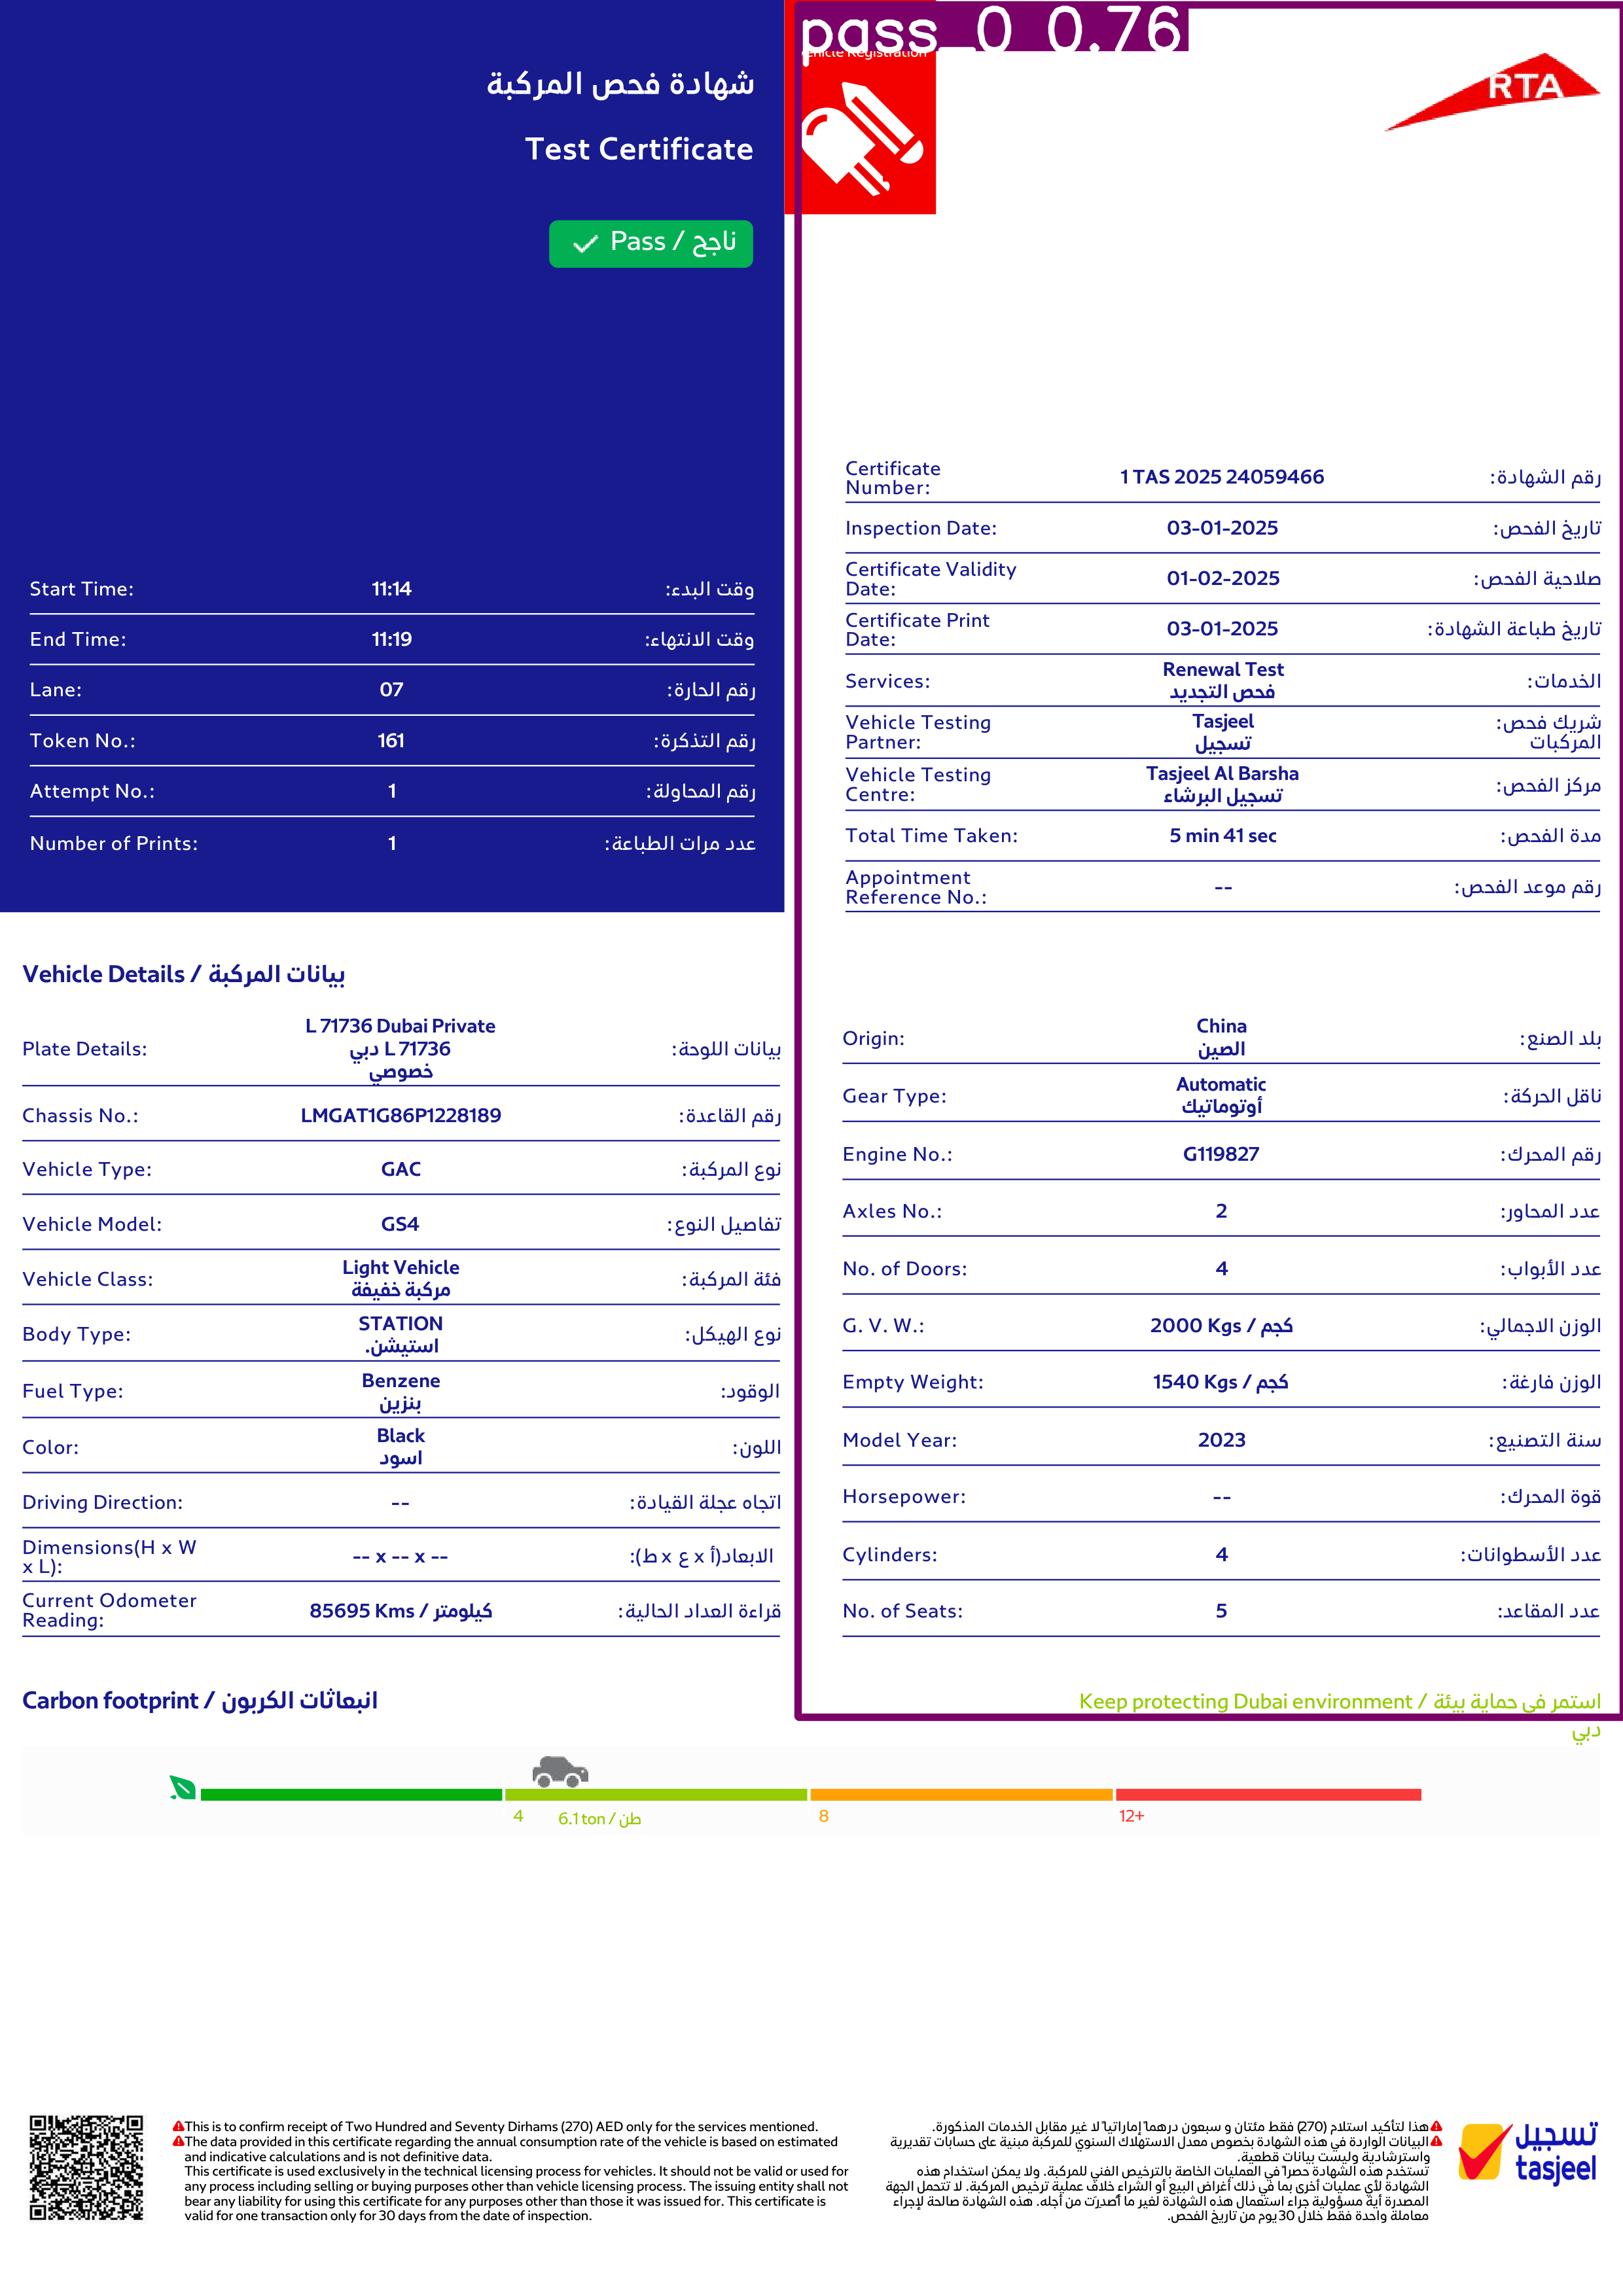 pass_0 0.76
شهادة فحص المركبة
Test Certificate
Pass / ناجح
RTA
Start Time: 11:14 وقت البدء:
End Time: 11:19 وقت الانتهاء:
Lane: 07 رقم الحارة:
Token No.: 161 رقم التذكرة:
Attempt No.: 1 رقم المحاولة:
Number of Prints: 1 عدد مرات الطباعة:
Certificate
Number: 1 TAS 2025 24059466 رقم الشهادة:
Inspection Date: 03-01-2025 تاريخ الفحص:
Certificate Validity
Date: 01-02-2025 صلاحية الفحص:
Certificate Print
Date: 03-01-2025 تاريخ طباعة الشهادة:
Services: Renewal Test
فحص التجديد الخدمات:
Vehicle Testing
Partner: Tasjeel
تسجيل شريك فحص:
المركبات
Vehicle Testing
Centre: Tasjeel Al Barsha
تسجيل البرشاء مركز الفحص:
Total Time Taken: 5 min 41 sec مدة الفحص:
Appointment
Reference No.: -- رقم موعد الفحص:
Vehicle Details / بيانات المركبة
Plate Details: L 71736 Dubai Private
L 71736 دبي
خصوصي بيانات اللوحة:
Chassis No.: LMGAT1G86P1228189 رقم القاعدة:
Vehicle Type: GAC نوع المركبة:
Vehicle Model: GS4 تفاصيل النوع:
Vehicle Class: Light Vehicle
مركبة خفيفة فئة المركبة:
Body Type: STATION
استيشن. نوع الهيكل:
Fuel Type: Benzene
بنزين الوقود:
Color: Black
اسود اللون:
Driving Direction: -- اتجاه عجلة القيادة:
Dimensions(H x W
x L): -- x -- x -- الابعاد(أ x ع x ط):
Current Odometer
Reading: 85695 Kms / كيلومتر قراءة العداد الحالية:
Origin: China
الصين بلد الصنع:
Gear Type: Automatic
أوتوماتيك ناقل الحركة:
Engine No.: G119827 رقم المحرك:
Axles No.: 2 عدد المحاور:
No. of Doors: 4 عدد الأبواب:
G. V. W.: 2000 Kgs / كجم الوزن الاجمالي:
Empty Weight: 1540 Kgs / كجم الوزن فارغة:
Model Year: 2023 سنة التصنيع:
Horsepower: -- قوة المحرك:
Cylinders: 4 عدد الأسطوانات:
No. of Seats: 5 عدد المقاعد:
Carbon footprint / انبعاثات الكربون
Keep protecting Dubai environment / استمر في حماية بيئة
دبي
4 6.1 ton / طن 8 12+
This is to confirm receipt of Two Hundred and Seventy Dirhams (270) AED only for the services mentioned.
The data provided in this certificate regarding the annual consumption rate of the vehicle is based on estimated
and indicative calculations and is not definitive data.
This certificate is used exclusively in the technical licensing process for vehicles. It should not be valid or used for
any process including selling or buying purposes other than vehicle licensing process. The issuing entity shall not
bear any liability for using this certificate for any purposes other than those it was issued for. This certificate is
valid for one transaction only for 30 days from the date of inspection.
هذا لتأكيد استلام (270) فقط مئتان و سبعون درهماً إماراتياً لا غير مقابل الخدمات المذكورة.
البيانات الواردة في هذه الشهادة بخصوص معدل الاستهلاك السنوي للمركبة مبنية على حسابات تقديرية
واسترشادية وليست بيانات قطعية.
تستخدم هذه الشهادة حصراً في العمليات الخاصة بالترخيص الفني للمركبة. ولا يمكن استخدام هذه
الشهادة لأي عمليات أخرى بما في ذلك أغراض البيع أو الشراء خلاف عملية ترخيص المركبة. لا تتحمل الجهة
المصدرة أية مسؤولية جراء استعمال هذه الشهادة لغير ما أُصدرت من أجله. هذه الشهادة صالحة لإجراء
معاملة واحدة فقط خلال 30 يوم من تاريخ الفحص.
تسجيل
tasjeel